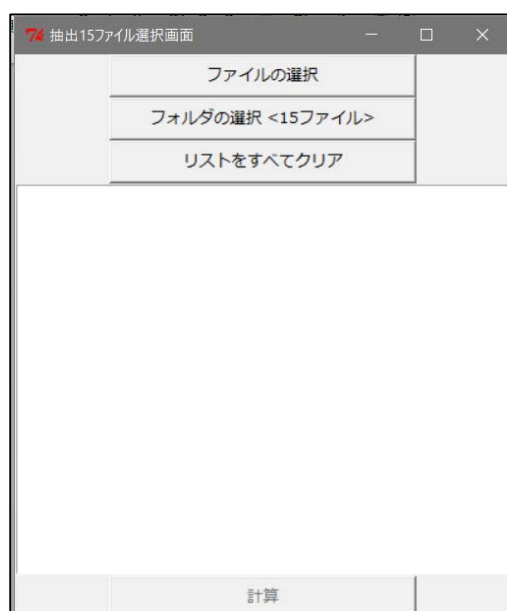 抽出15ファイル選択画面
ファイルの選択
フォルダの選択 <15ファイル>
リストをすべてクリア
計算